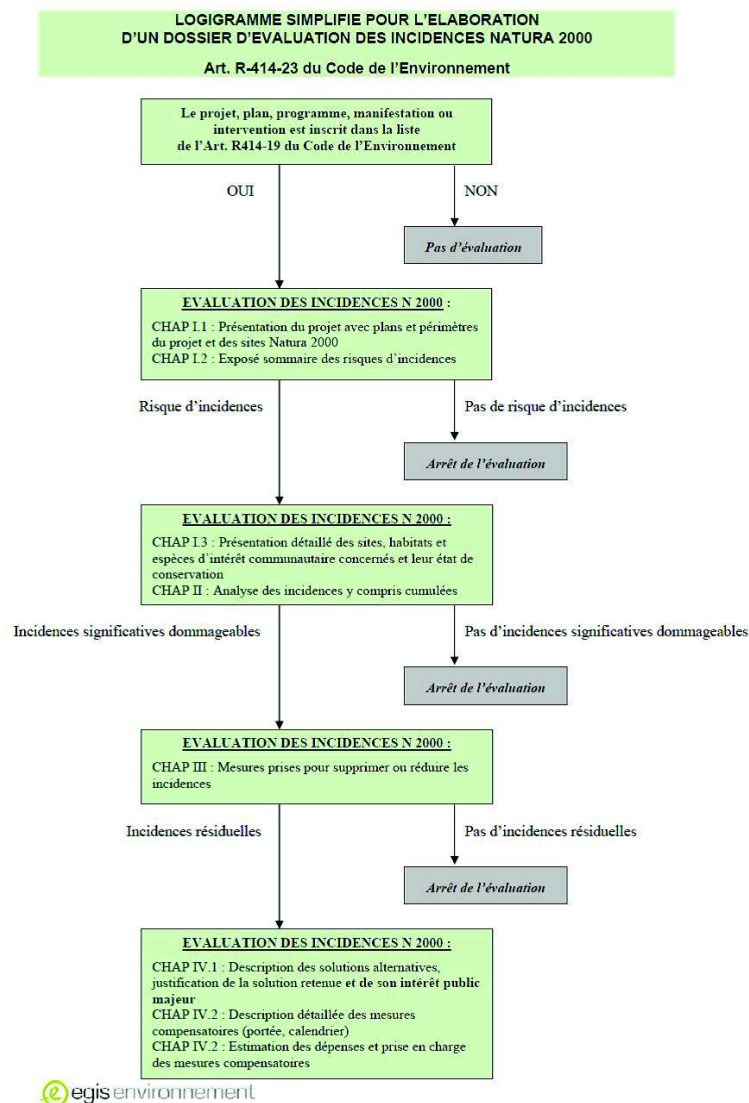 LOGIGRAMME SIMPLIFIE POUR L'ELABORATION
D'UN DOSSIER D'EVALUATION DES INCIDENCES NATURA 2000
Art. R-414-23 du Code de l'Environnement
Le projet, plan, programme, manifestation ou
intervention est inscrit dans la liste
de l'Art. R414-19 du Code de l'Environnement
OUI
NON
Pas d'évaluation
EVALUATION DES INCIDENCES N 2000 :
CHAP I.1 : Présentation du projet avec plans et périmètres
du projet et des sites Natura 2000
CHAP I.2 : Exposé sommaire des risques d'incidences
Risque d'incidences
Pas de risque d'incidences
Arrêt de l'évaluation
EVALUATION DES INCIDENCES N 2000 :
CHAP I.3 : Présentation détaillé des sites, habitats et
espèces d'intérêt communautaire concernés et leur état de
conservation
CHAP II : Analyse des incidences y compris cumulées
Incidences significatives dommageables
Pas d'incidences significatives dommageables
Arrêt de l'évaluation
EVALUATION DES INCIDENCES N 2000 :
CHAP III : Mesures prises pour supprimer ou réduire les
incidences
Incidences résiduelles
Pas d'incidences résiduelles
Arrêt de l'évaluation
EVALUATION DES INCIDENCES N 2000 :
CHAP IV.1 : Description des solutions alternatives,
justification de la solution retenue et de son intérêt public
majeur
CHAP IV.2 : Description détaillée des mesures
compensatoires (portée, calendrier)
CHAP IV.2 : Estimation des dépenses et prise en charge
des mesures compensatoires
egis environnement